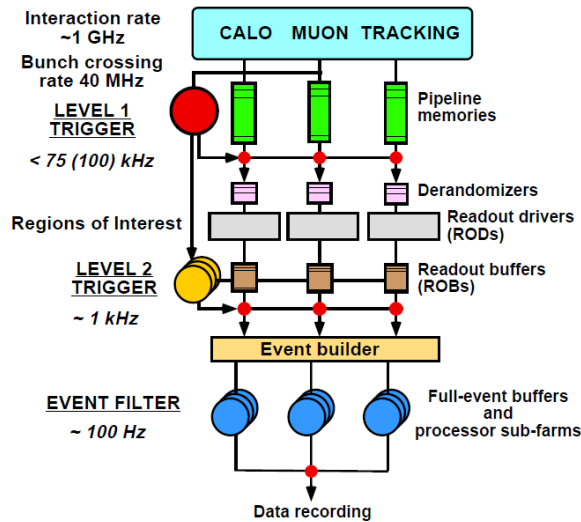 Interaction rate
~1 GHz
CALO MUON TRACKING
Bunch crossing
rate 40 MHz
LEVEL 1
TRIGGER
Pipeline
memories
< 75 (100) kHz
Derandomizers
Regions of Interest
Readout drivers
(RODs)
LEVEL 2
TRIGGER
Readout buffers
(ROBs)
~ 1 kHz
Event builder
EVENT FILTER
~ 100 Hz
Full-event buffers
and
processor sub-farms
Data recording